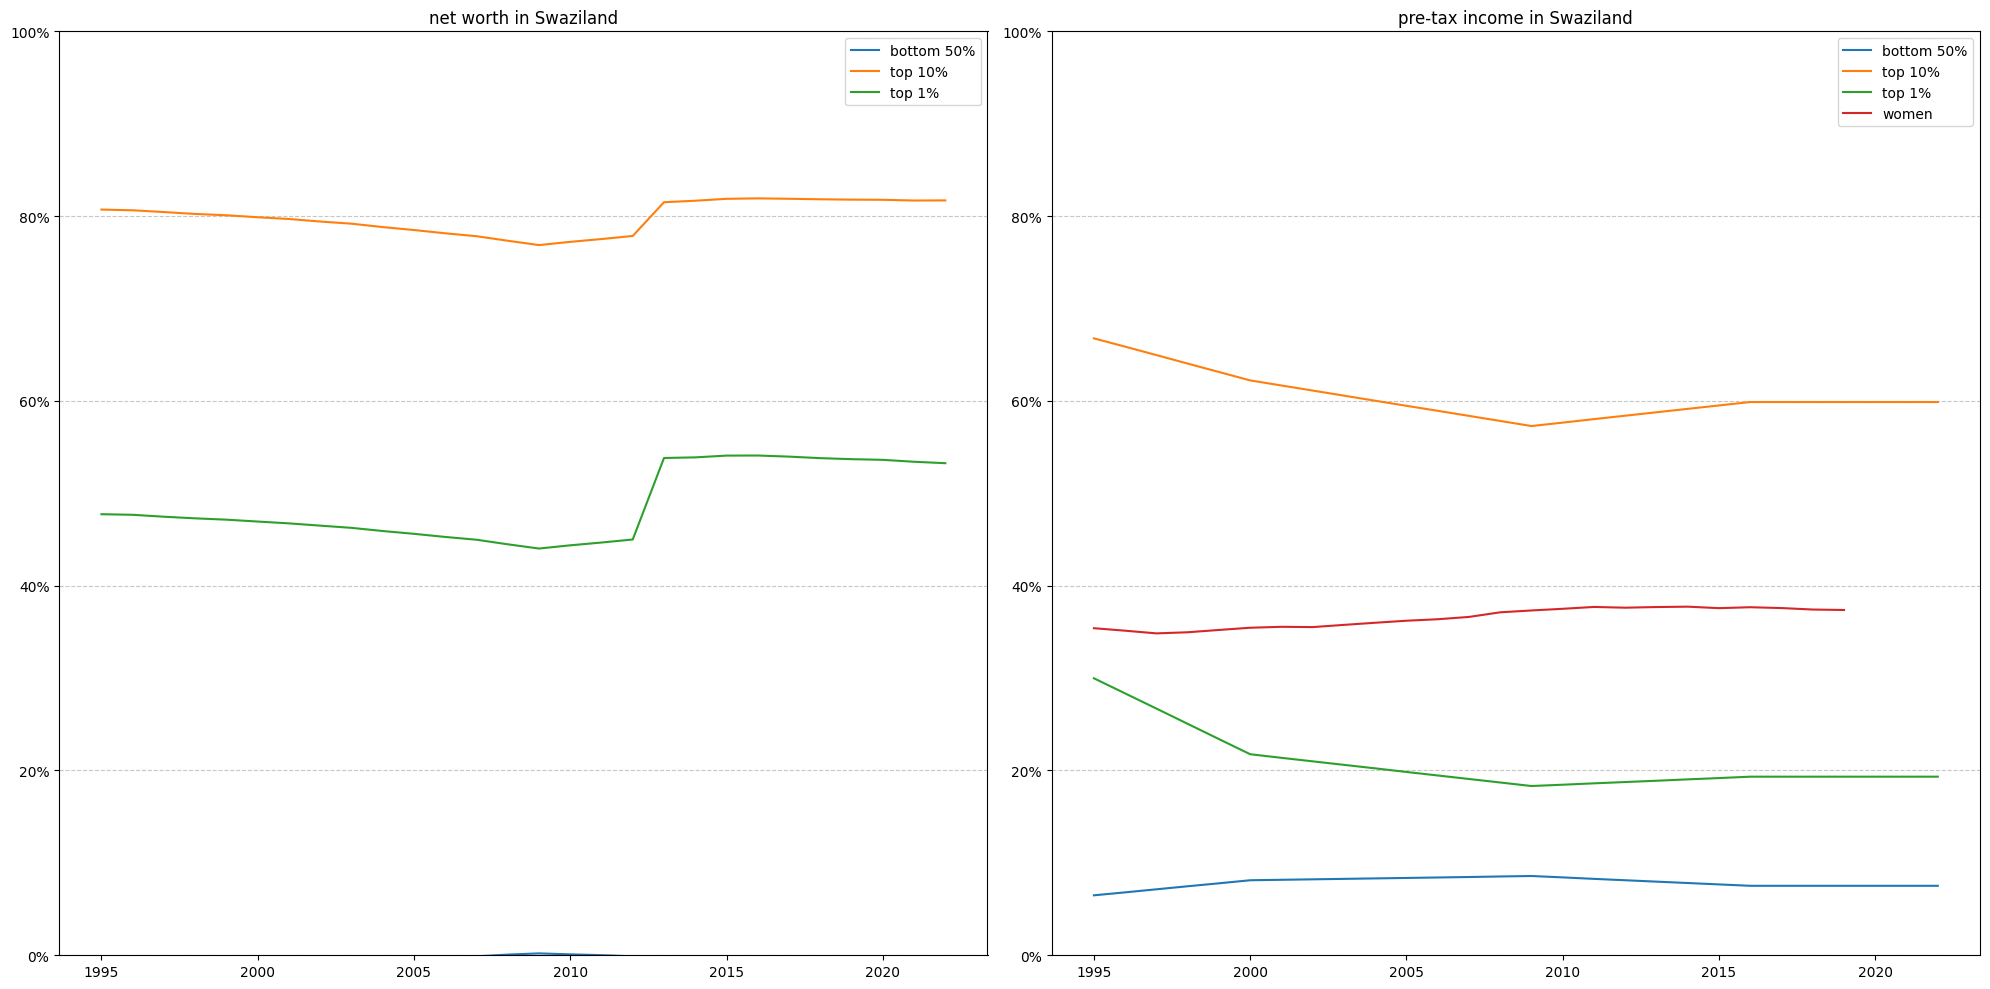 net worth in Swaziland
100%
80%
60%
40%
20%
0%
1995 2000 2005 2010 2015 2020
bottom 50%
top 10%
top 1%
pre-tax income in Swaziland
100%
80%
60%
40%
20%
0%
1995 2000 2005 2010 2015 2020
bottom 50%
top 10%
top 1%
women